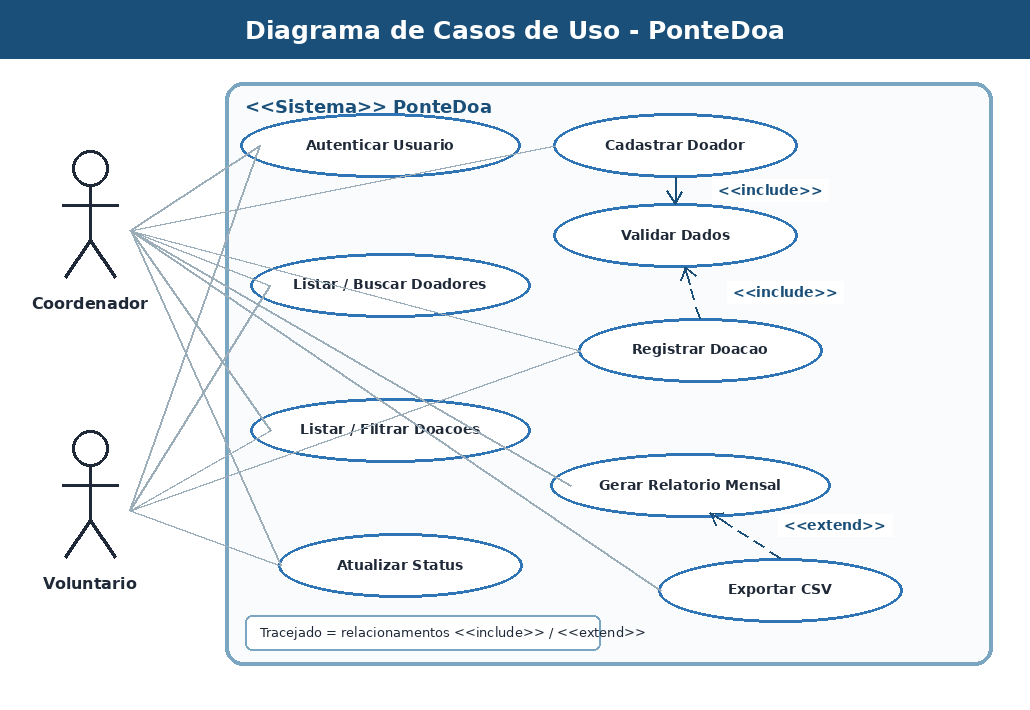 Diagrama de Casos de Uso - PonteDoa
<<Sistema>> PonteDoa
Autenticar Usuario
Cadastrar Doador
<<include>>
Validar Dados
Coordenador
Listar / Buscar Doadores
<<include>>
Registrar Doacao
Listar / Filtrar Doacoes
Gerar Relatorio Mensal
<<extend>>
Voluntario
Atualizar Status
Exportar CSV
Tracejado = relacionamentos <<include>> / <<extend>>